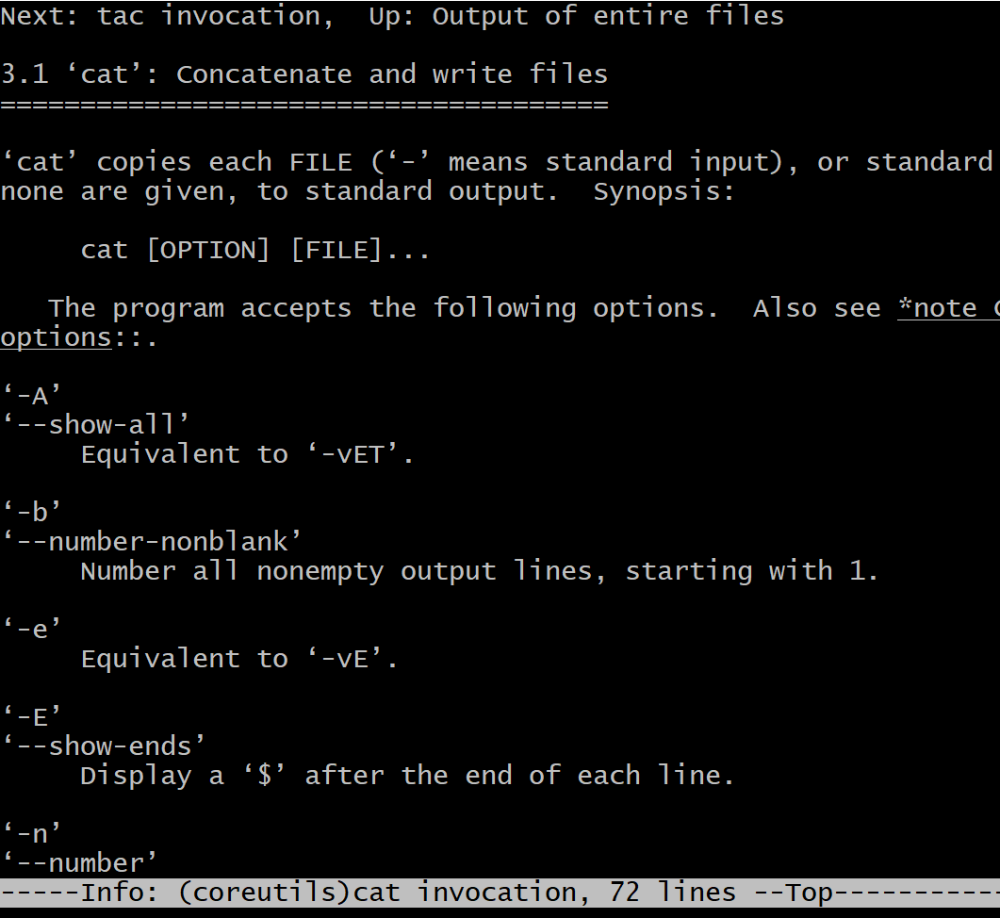 Next: tac invocation,  Up: Output of entire files
3.1 ‘cat’: Concatenate and write files
======================================
‘cat’ copies each FILE (‘-’ means standard input), or standard
none are given, to standard output.  Synopsis:
     cat [OPTION] [FILE]...
   The program accepts the following options.  Also see *note
options::.
‘-A’
‘--show-all’
     Equivalent to ‘-vET’.
‘-b’
‘--number-nonblank’
     Number all nonempty output lines, starting with 1.
‘-e’
     Equivalent to ‘-vE’.
‘-E’
‘--show-ends’
     Display a ‘$’ after the end of each line.
‘-n’
‘--number’
-----Info: (coreutils)cat invocation, 72 lines --Top-----------